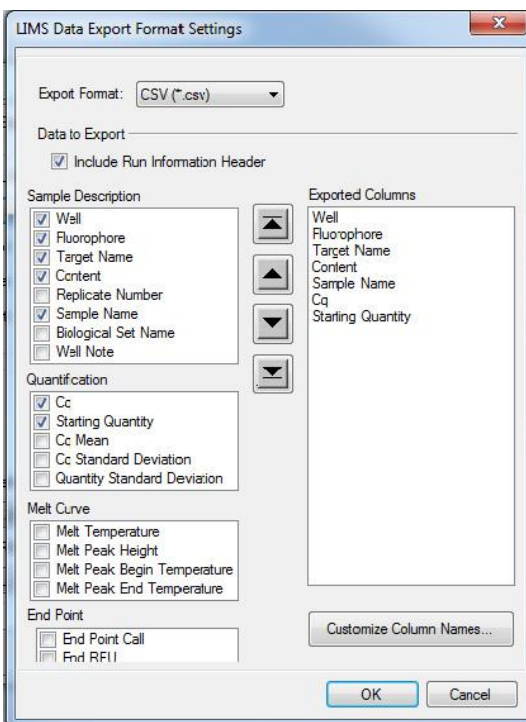 LIMS Data Export Format Settings
Export Format: CSV (*.csv)
Data to Export
Include Run Information Header
Sample Description
Well
Fluorophore
Target Name
Content
Replicate Number
Sample Name
Biological Set Name
Well Note
Quantification
Cq
Starting Quantity
Cq Mean
Cq Standard Deviation
Quantity Standard Deviation
Melt Curve
Melt Temperature
Melt Peak Height
Melt Peak Begin Temperature
Melt Peak End Temperature
End Point
End Point Call
End RFU
Exported Columns
Well
Fluorophore
Target Name
Content
Sample Name
Cq
Starting Quantity
Customize Column Names...
OK
Cancel